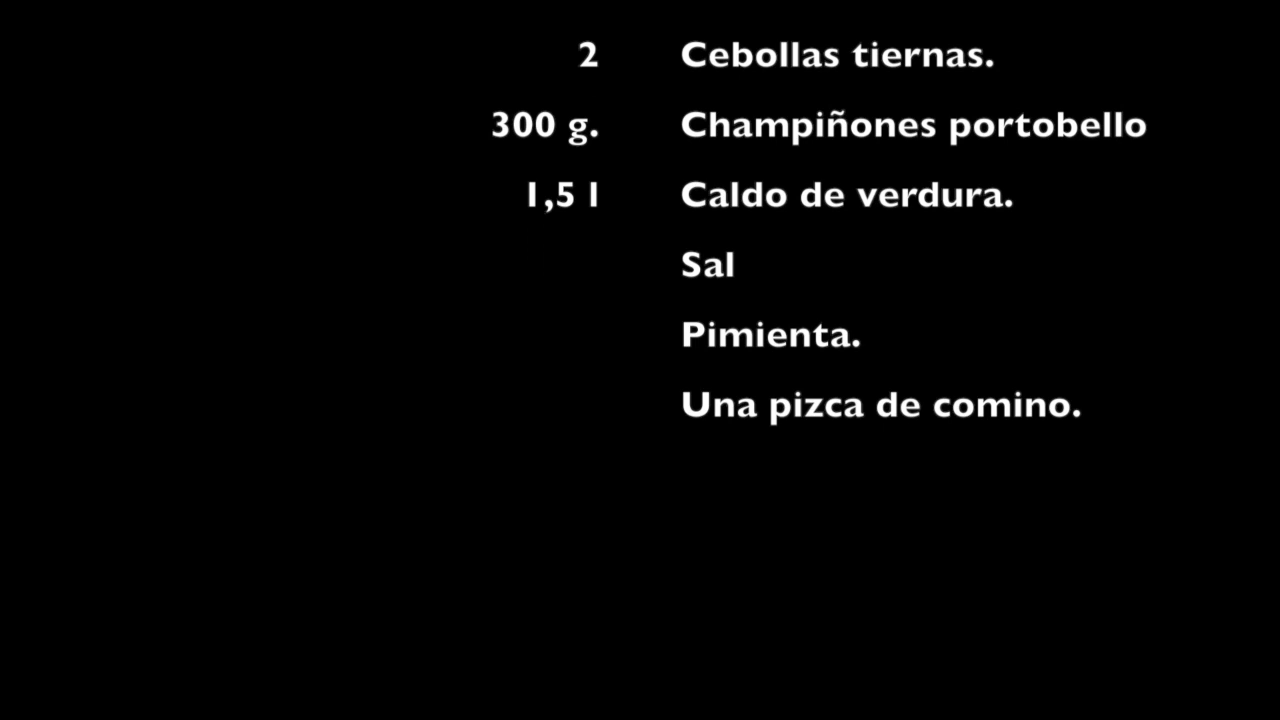 2 Cebollas tiernas.
300 g. Champiñones portobello
1,5 l Caldo de verdura.
Sal
Pimienta.
Una pizca de comino.